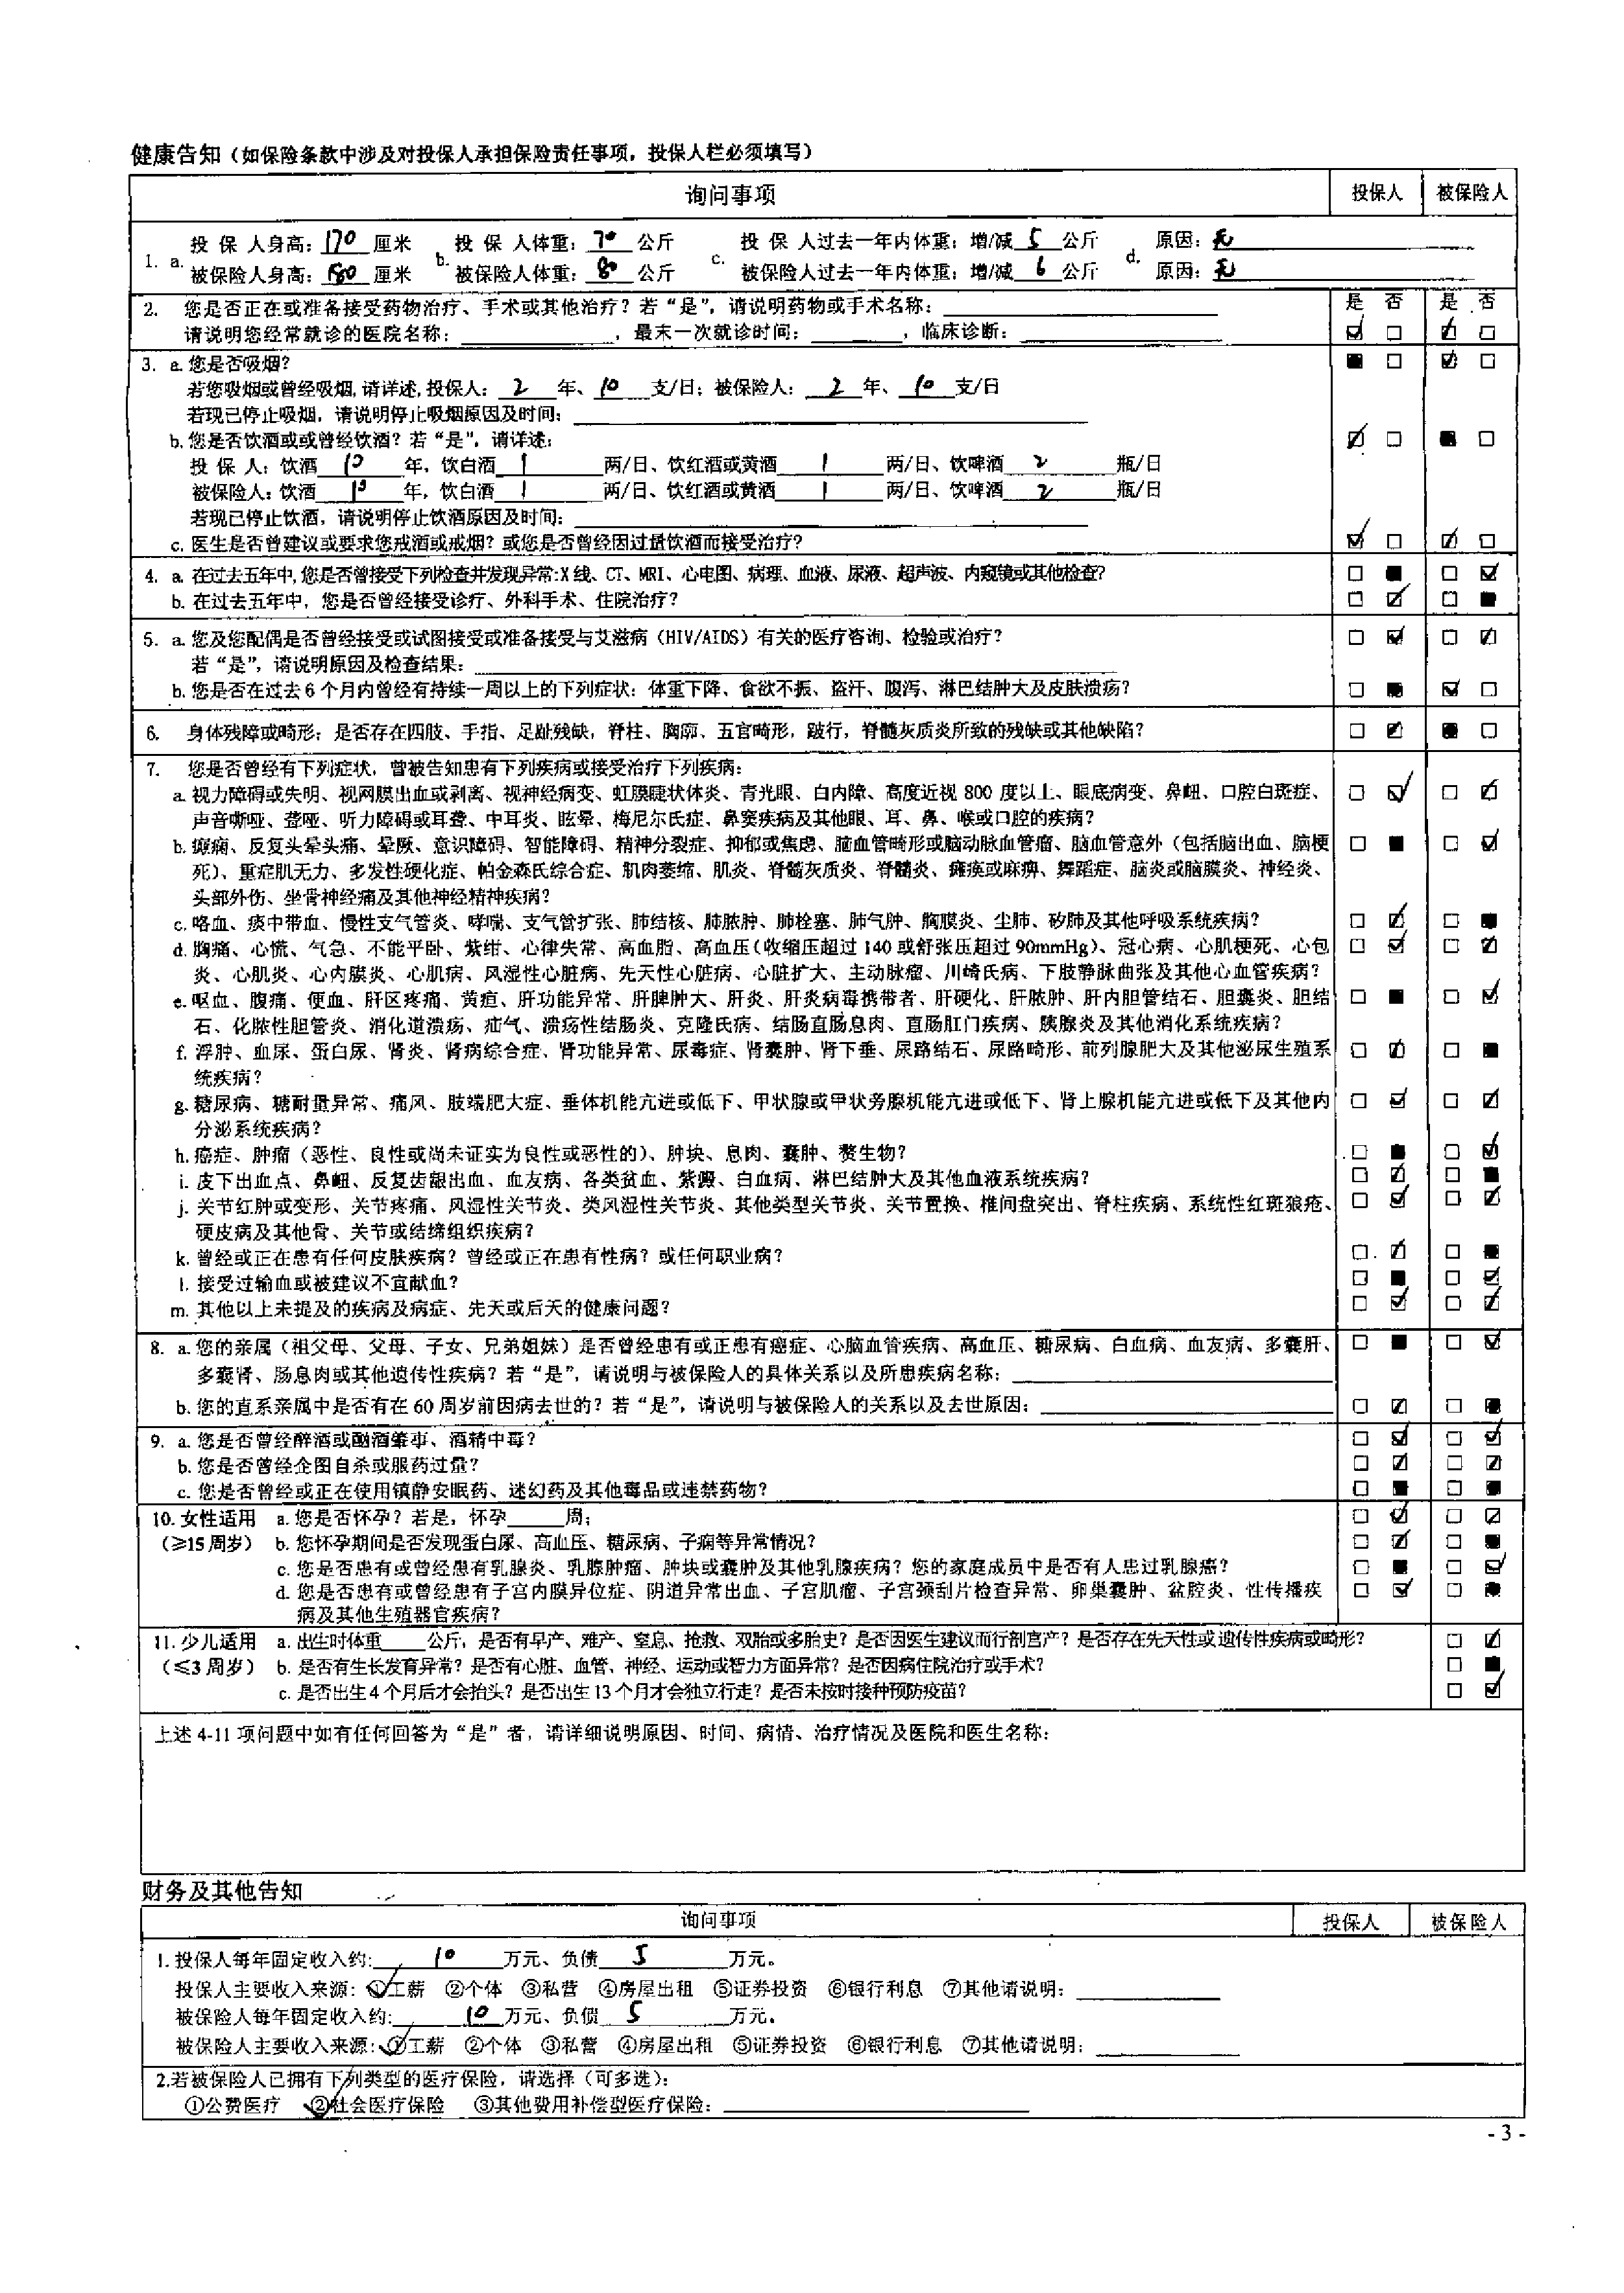 健康告知（如保险条款中涉及对投保人承担保险责任事项，投保人栏必须填写）
询问事项 投保人 被保险人
1. a. 投 保 人身高：170 厘米 b. 投 保 人体重：70 公斤 c. 投 保 人过去一年内体重：增/减 5 公斤 d. 原因：无
被保险人身高：180 厘米 被保险人体重：80 公斤 被保险人过去一年内体重：增/减 6 公斤 原因：无
2. 您是否正在或准备接受药物治疗、手术或其他治疗？若“是”，请说明药物或手术名称： 是 否 是 否
请说明您经常就诊的医院名称：，最末一次就诊时间：，临床诊断： ☑ □ ☑ □
3. a. 您是否吸烟？ ■ □ ☑ □
若您吸烟或曾经吸烟，请详述，投保人：2 年、10 支/日；被保险人：2 年、10 支/日
若现已停止吸烟，请说明停止吸烟原因及时间：
b. 您是否饮酒或或曾经饮酒？若“是”，请详述： ☑ □ ■ □
投 保 人：饮酒 10 年，饮白酒 1 两/日、饮红酒或黄酒 1 两/日、饮啤酒 2 瓶/日
被保险人：饮酒 10 年，饮白酒 1 两/日、饮红酒或黄酒 1 两/日、饮啤酒 2 瓶/日
若现已停止饮酒，请说明停止饮酒原因及时间：
c. 医生是否曾建议或要求您戒酒或戒烟？或您是否曾经因过量饮酒而接受治疗？ ☑ □ ☑ □
4. a. 在过去五年中，您是否曾接受下列检查并发现异常：X 线、CT、MRI、心电图、病理、血液、尿液、超声波、内窥镜或其他检查？ □ ■ □ ☑
b. 在过去五年中，您是否曾经接受诊疗、外科手术、住院治疗？ □ ☑ □ ■
5. a. 您及您配偶是否曾经接受或试图接受或准备接受与艾滋病（HIV/AIDS）有关的医疗咨询、检验或治疗？ □ ☑ □ ☑
若“是”，请说明原因及检查结果：
b. 您是否在过去 6 个月内曾经有持续一周以上的下列症状：体重下降、食欲不振、盗汗、腹泻、淋巴结肿大及皮肤溃疡？ □ ■ ☑ □
6. 身体残障或畸形：是否存在四肢、手指、足趾残缺，脊柱、胸廓、五官畸形，跛行，脊髓灰质炎所致的残缺或其他缺陷？ □ ☑ ■ □
7. 您是否曾经有下列症状，曾被告知患有下列疾病或接受治疗下列疾病：
a. 视力障碍或失明、视网膜出血或剥离、视神经病变、虹膜睫状体炎、青光眼、白内障、高度近视 800 度以上、眼底病变、鼻衄、口腔白斑症、 □ ☑ □ ☑
声音嘶哑、聋哑、听力障碍或耳聋、中耳炎、眩晕、梅尼尔氏症、鼻窦疾病及其他眼、耳、鼻、喉或口腔的疾病？
b. 癫痫、反复头晕头痛、晕厥、意识障碍、智能障碍、精神分裂症、抑郁或焦虑、脑血管畸形或脑动脉血管瘤、脑血管意外（包括脑出血、脑梗 □ ■ □ ☑
死）、重症肌无力、多发性硬化症、帕金森氏综合症、肌肉萎缩、肌炎、脊髓灰质炎、脊髓炎、瘫痪或麻痹、舞蹈症、脑炎或脑膜炎、神经炎、
头部外伤、坐骨神经痛及其他神经精神疾病？
c. 咯血、痰中带血、慢性支气管炎、哮喘、支气管扩张、肺结核、肺脓肿、肺栓塞、肺气肿、胸膜炎、尘肺、矽肺及其他呼吸系统疾病？ □ ☑ □ ■
d. 胸痛、心慌、气急、不能平卧、紫绀、心律失常、高血脂、高血压（收缩压超过 140 或舒张压超过 90mmHg）、冠心病、心肌梗死、心包 □ ☑ □ ☑
炎、心肌炎、心内膜炎、心肌病、风湿性心脏病、先天性心脏病、心脏扩大、主动脉瘤、川崎氏病、下肢静脉曲张及其他心血管疾病？
e. 呕血、腹痛、便血、肝区疼痛、黄疸、肝功能异常、肝脾肿大、肝炎、肝炎病毒携带者、肝硬化、肝脓肿、肝内胆管结石、胆囊炎、胆结 □ ■ □ ☑
石、化脓性胆管炎、消化道溃疡、疝气、溃疡性结肠炎、克隆氏病、结肠直肠息肉、直肠肛门疾病、胰腺炎及其他消化系统疾病？
f. 浮肿、血尿、蛋白尿、肾炎、肾病综合症、肾功能异常、尿毒症、肾囊肿、肾下垂、尿路结石、尿路畸形、前列腺肥大及其他泌尿生殖系 □ ☑ □ ■
统疾病？
g. 糖尿病、糖耐量异常、痛风、肢端肥大症、垂体机能亢进或低下、甲状腺或甲状旁腺机能亢进或低下、肾上腺机能亢进或低下及其他内 □ ☑ □ ☑
分泌系统疾病？
h. 癌症、肿瘤（恶性、良性或尚未证实为良性或恶性的）、肿块、息肉、囊肿、赘生物？ □ ■ □ ☑
i. 皮下出血点、鼻衄、反复齿龈出血、血友病、各类贫血、紫癜、白血病、淋巴结肿大及其他血液系统疾病？ □ ☑ □ ■
j. 关节红肿或变形、关节疼痛、风湿性关节炎、类风湿性关节炎、其他类型关节炎、关节置换、椎间盘突出、脊柱疾病、系统性红斑狼疮、 □ ☑ □ ☑
硬皮病及其他骨、关节或结缔组织疾病？
k. 曾经或正在患有任何皮肤疾病？曾经或正在患有性病？或任何职业病？ □ ☑ □ ■
l. 接受过输血或被建议不宜献血？ □ ■ □ ☑
m. 其他以上未提及的疾病及病症、先天或后天的健康问题？ □ ☑ □ ☑
8. a. 您的亲属（祖父母、父母、子女、兄弟姐妹）是否曾经患有或正患有癌症、心脑血管疾病、高血压、糖尿病、白血病、血友病、多囊肝、 □ ■ □ ☑
多囊肾、肠息肉或其他遗传性疾病？若“是”，请说明与被保险人的具体关系以及所患疾病名称：
b. 您的直系亲属中是否有在 60 周岁前因病去世的？若“是”，请说明与被保险人的关系以及去世原因： □ ☑ □ ■
9. a. 您是否曾经醉酒或酗酒肇事、酒精中毒？ □ ☑ □ ☑
b. 您是否曾经企图自杀或服药过量？ □ ☑ □ ☑
c. 您是否曾经或正在使用镇静安眠药、迷幻药及其他毒品或违禁药物？ □ ■ □ ■
10. 女性适用 a. 您是否怀孕？若是，怀孕 周； □ ☑ □ ☑
（≥15 周岁） b. 您怀孕期间是否发现蛋白尿、高血压、糖尿病、子痫等异常情况？ □ ☑ □ ■
c. 您是否患有或曾经患有乳腺炎、乳腺肿瘤、肿块或囊肿及其他乳腺疾病？您的家庭成员中是否有人患过乳腺癌？ □ ■ □ ☑
d. 您是否患有或曾经患有子宫内膜异位症、阴道异常出血、子宫肌瘤、子宫颈刮片检查异常、卵巢囊肿、盆腔炎、性传播疾 □ ☑ □ ■
病及其他生殖器官疾病？
11. 少儿适用 a. 出生时体重 公斤，是否有早产、难产、窒息、抢救、双胎或多胎史？是否因医生建议而行剖宫产？是否存在先天性或遗传性疾病或畸形？ □ ☑
（≤3 周岁） b. 是否有生长发育异常？是否有心脏、血管、神经、运动或智力方面异常？是否因病住院治疗或手术？ □ ■
c. 是否出生 4 个月后才会抬头？是否出生 13 个月才会独立行走？是否未按时接种预防疫苗？ □ ☑
上述 4-11 项问题中如有任何回答为“是”者，请详细说明原因、时间、病情、治疗情况及医院和医生名称：
财务及其他告知
询问事项 投保人 被保险人
1. 投保人每年固定收入约：10 万元、负债 5 万元。
投保人主要收入来源：①工薪 ②个体 ③私营 ④房屋出租 ⑤证券投资 ⑥银行利息 ⑦其他请说明：
被保险人每年固定收入约：10 万元、负债 5 万元。
被保险人主要收入来源：①工薪 ②个体 ③私营 ④房屋出租 ⑤证券投资 ⑥银行利息 ⑦其他请说明：
2.若被保险人已拥有下列类型的医疗保险，请选择（可多选）：
①公费医疗 ②社会医疗保险 ③其他费用补偿型医疗保险：
- 3 -